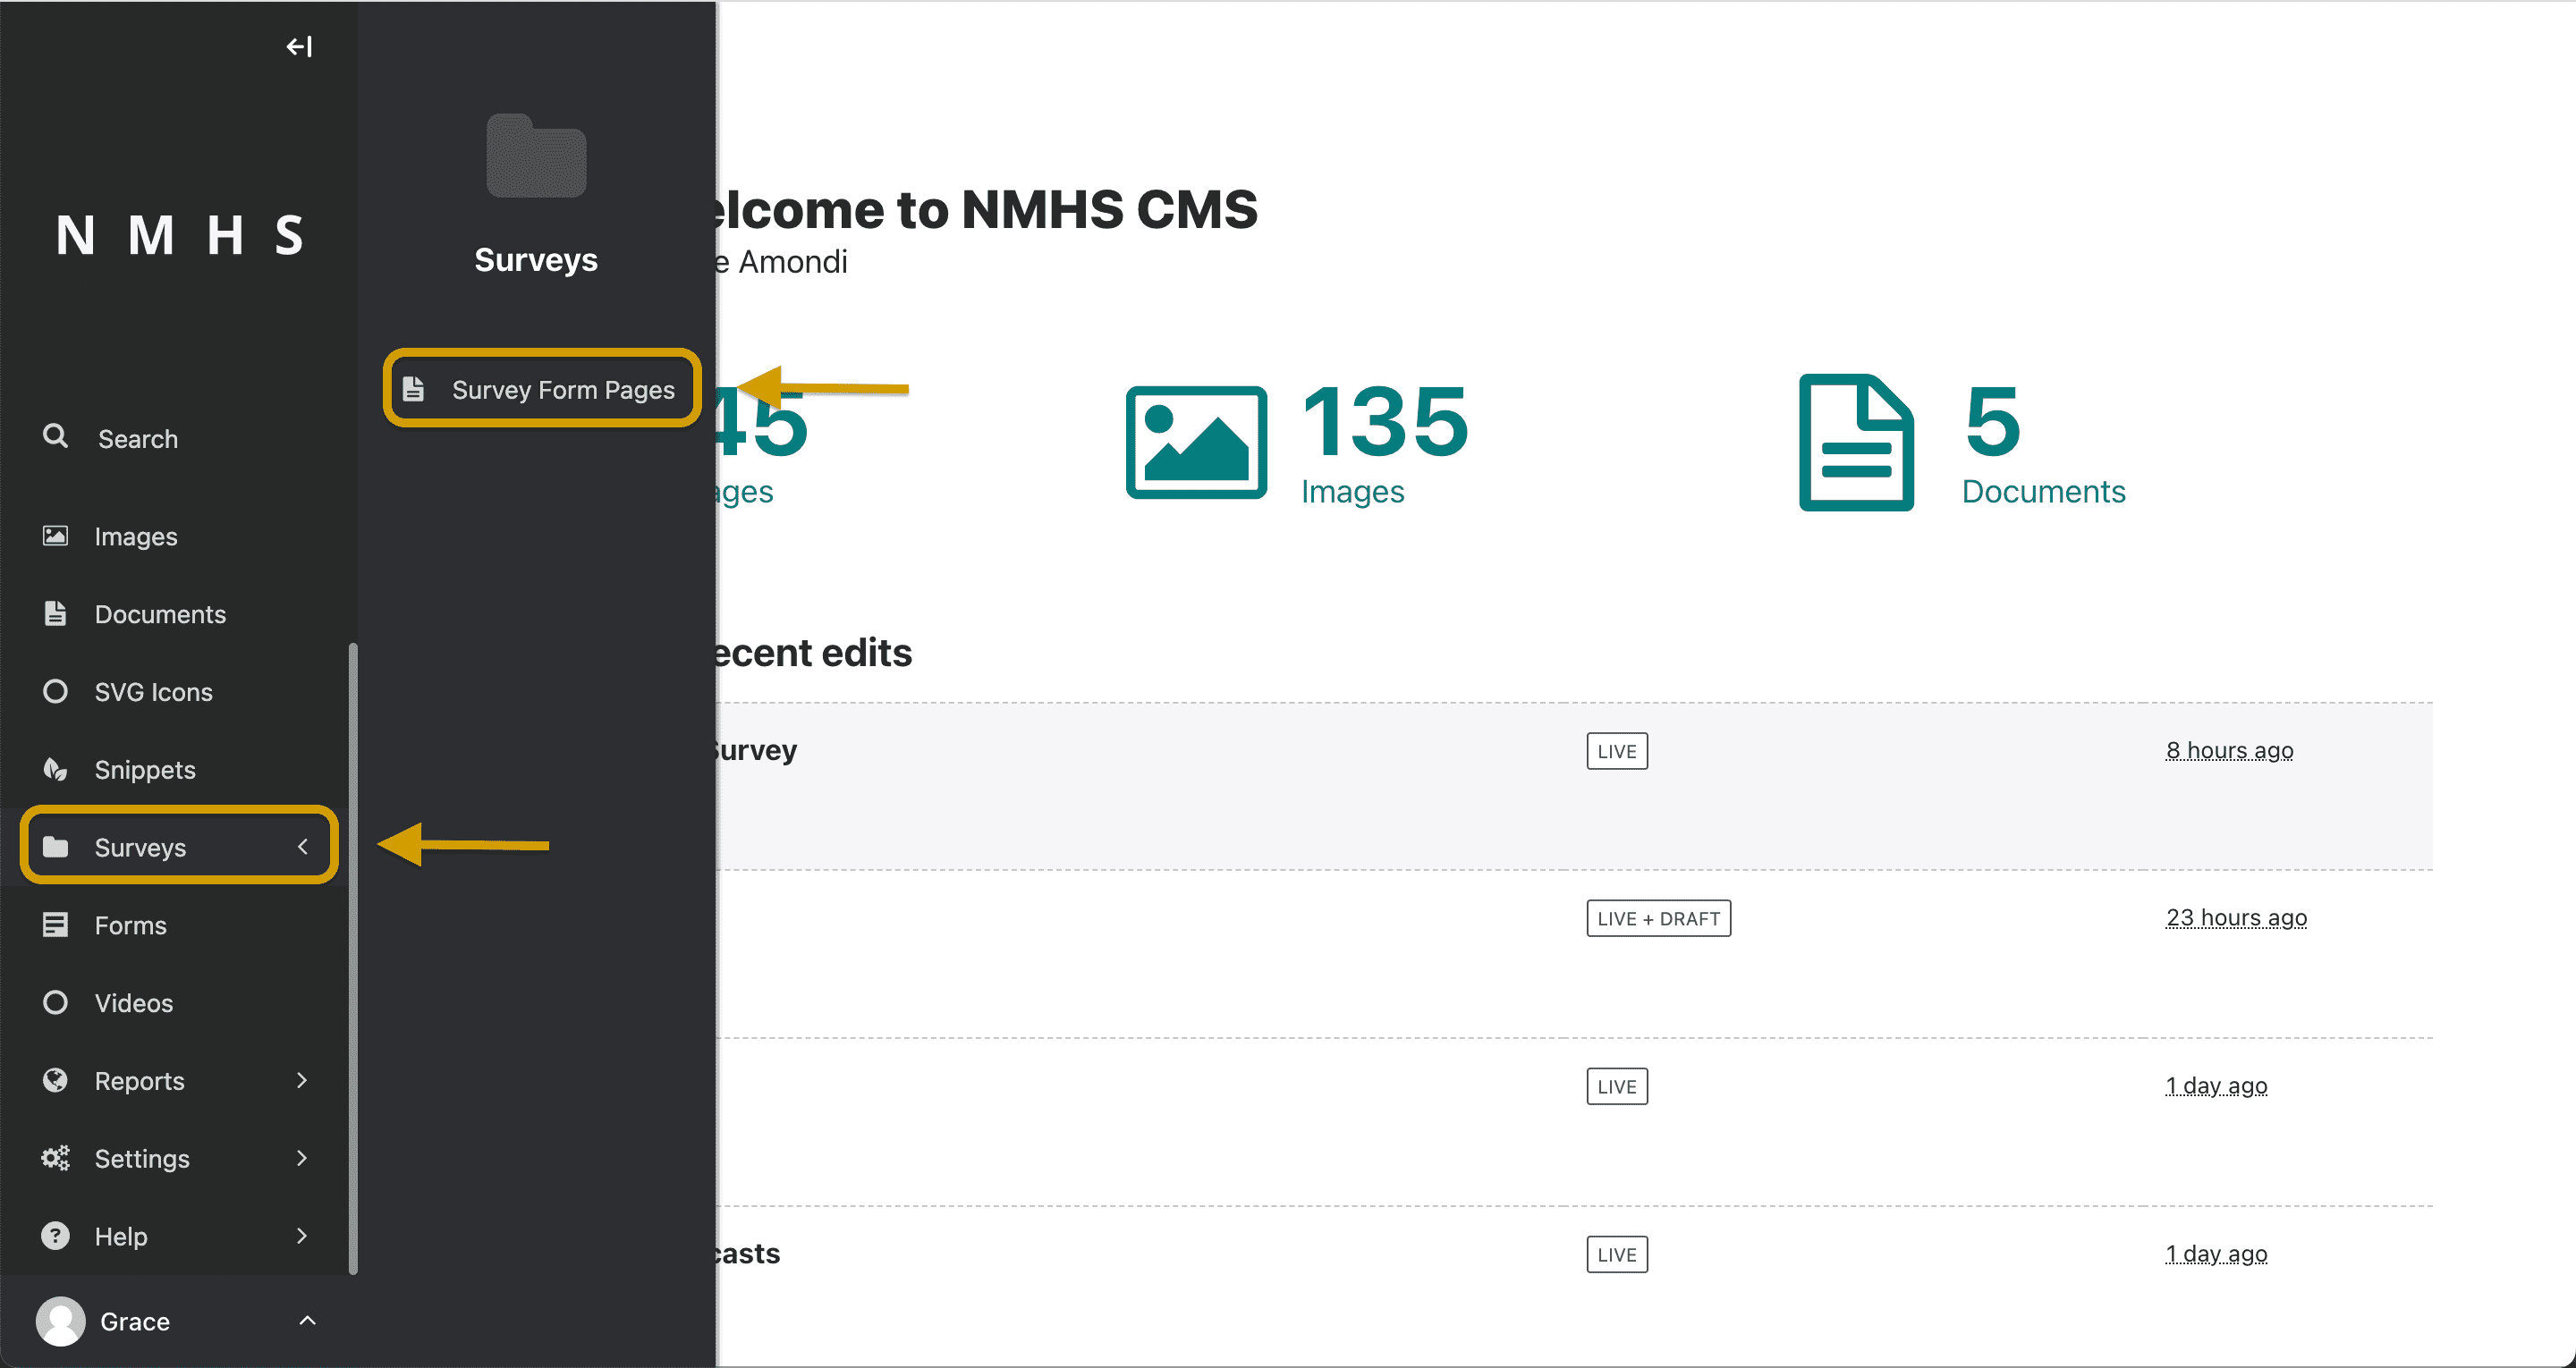 N M H S
Search
Images
Documents
SVG Icons
Snippets
Surveys
Forms
Videos
Reports
Settings
Help
Grace
Surveys
Survey Form Pages
elcome to NMHS CMS
e Amondi
45
ages
135
Images
5
Documents
ecent edits
Survey LIVE 8 hours ago
LIVE + DRAFT 23 hours ago
LIVE 1 day ago
casts LIVE 1 day ago